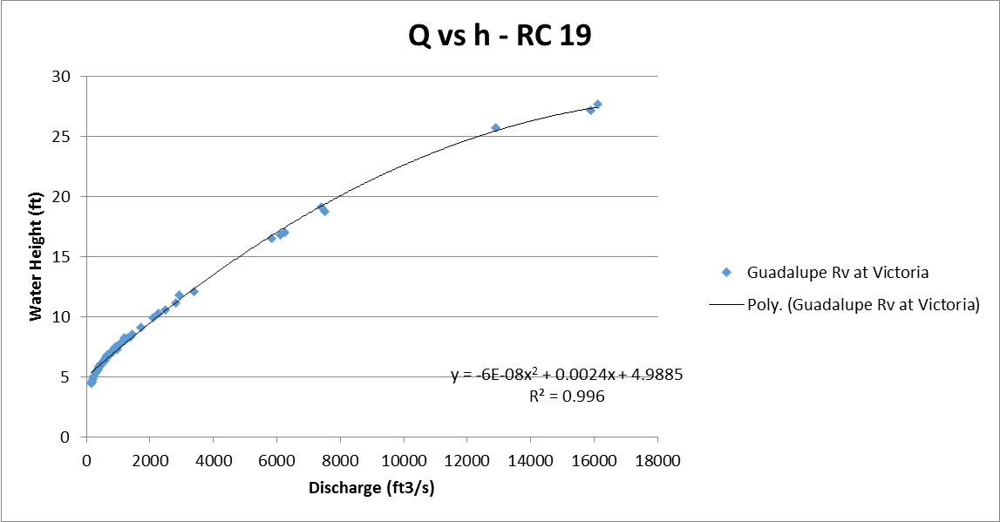 Q vs h - RC 19
30
25
20
15
10
5
0
Water Height (ft)
0 2000 4000 6000 8000 10000 12000 14000 16000 18000
Discharge (ft3/s)
y = -6E-08x² + 0.0024x + 4.9885
R² = 0.996
Guadalupe Rv at Victoria
Poly. (Guadalupe Rv at Victoria)